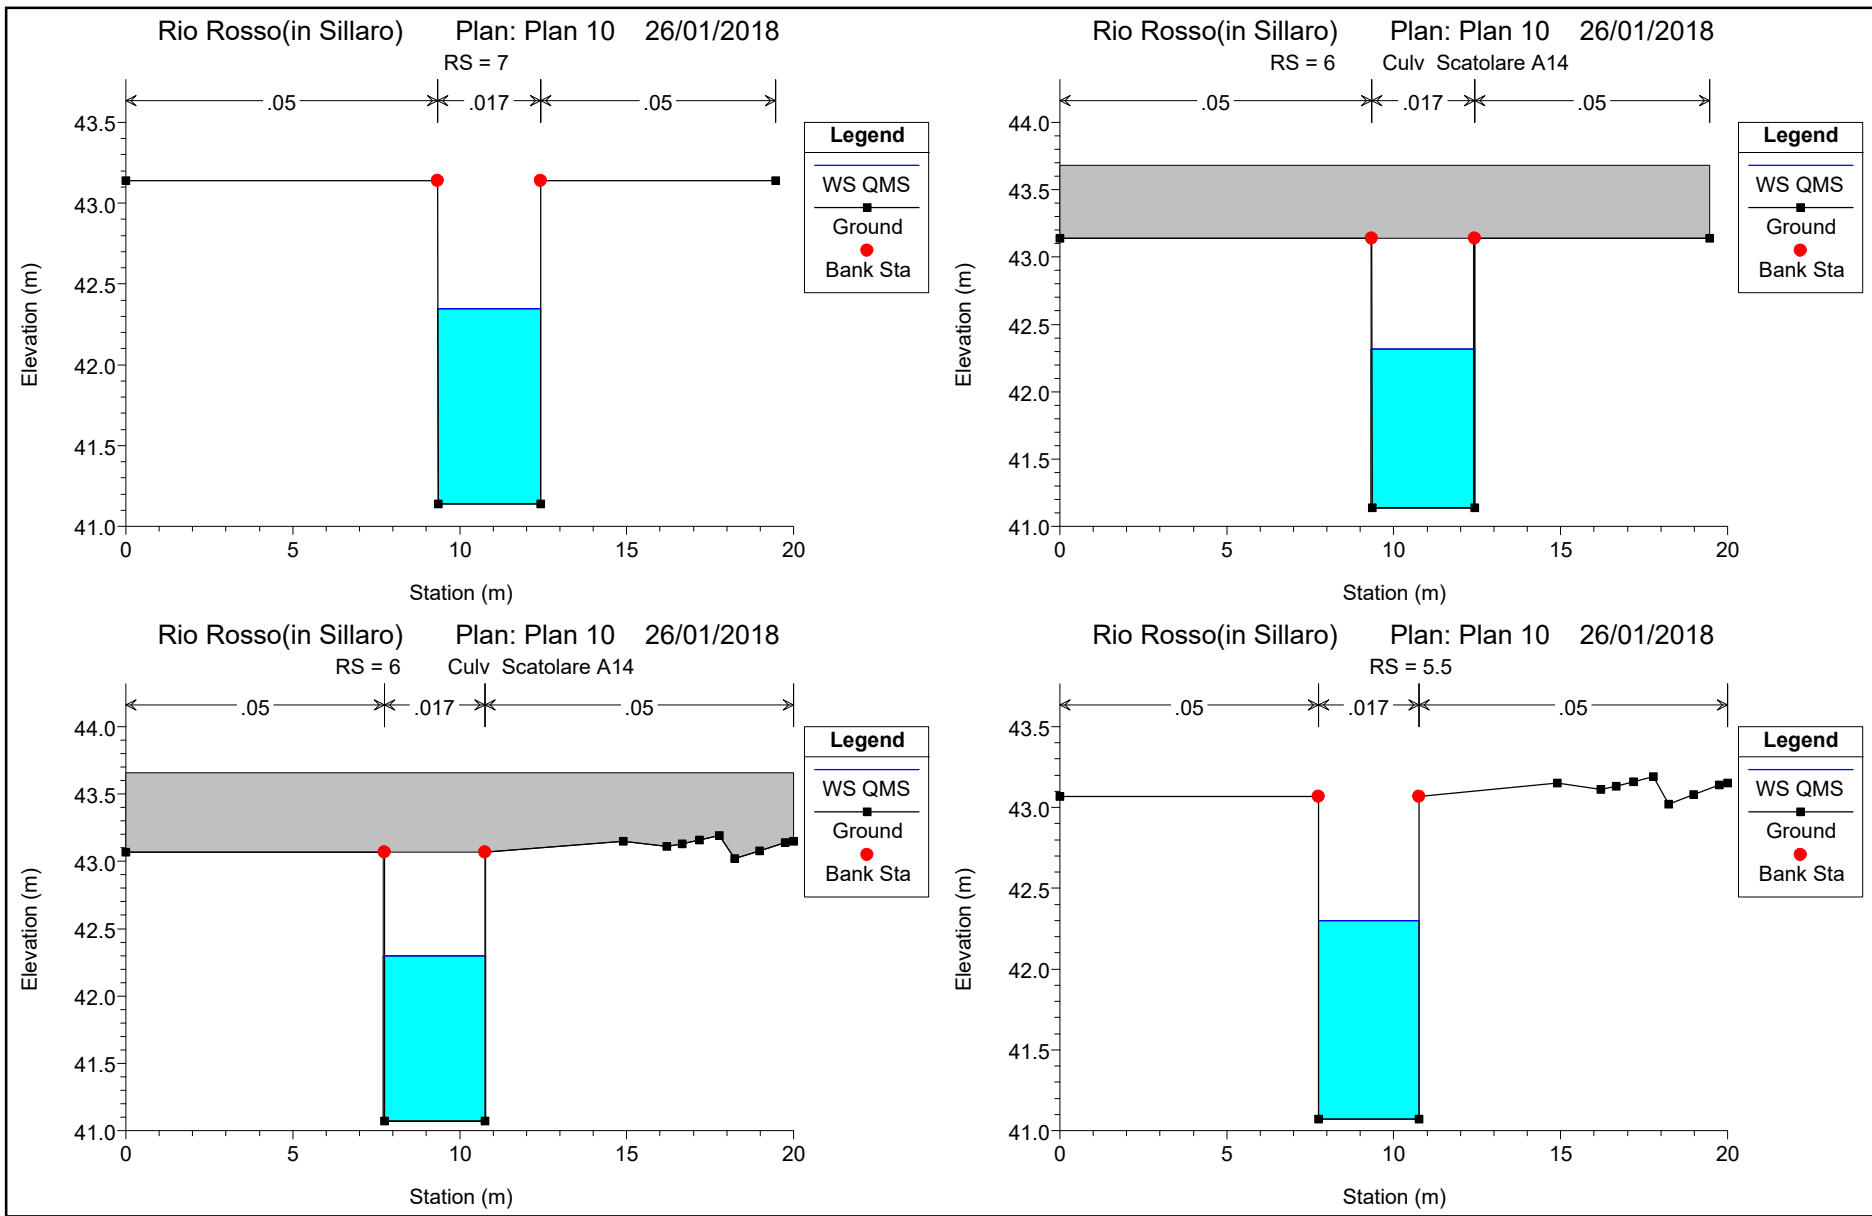 Rio Rosso(in Sillaro) Plan: Plan 10 26/01/2018
RS = 7
.05 .017 .05
43.5
43.0
42.5
42.0
41.5
41.0
0 5 10 15 20
Station (m)
Elevation (m)
Legend
WS QMS
Ground
Bank Sta
Rio Rosso(in Sillaro) Plan: Plan 10 26/01/2018
RS = 6 Culv Scatolare A14
.05 .017 .05
44.0
43.5
43.0
42.5
42.0
41.5
41.0
0 5 10 15 20
Station (m)
Elevation (m)
Legend
WS QMS
Ground
Bank Sta
Rio Rosso(in Sillaro) Plan: Plan 10 26/01/2018
RS = 6 Culv Scatolare A14
.05 .017 .05
44.0
43.5
43.0
42.5
42.0
41.5
41.0
0 5 10 15 20
Station (m)
Elevation (m)
Legend
WS QMS
Ground
Bank Sta
Rio Rosso(in Sillaro) Plan: Plan 10 26/01/2018
RS = 5.5
.05 .017 .05
43.5
43.0
42.5
42.0
41.5
41.0
0 5 10 15 20
Station (m)
Elevation (m)
Legend
WS QMS
Ground
Bank Sta